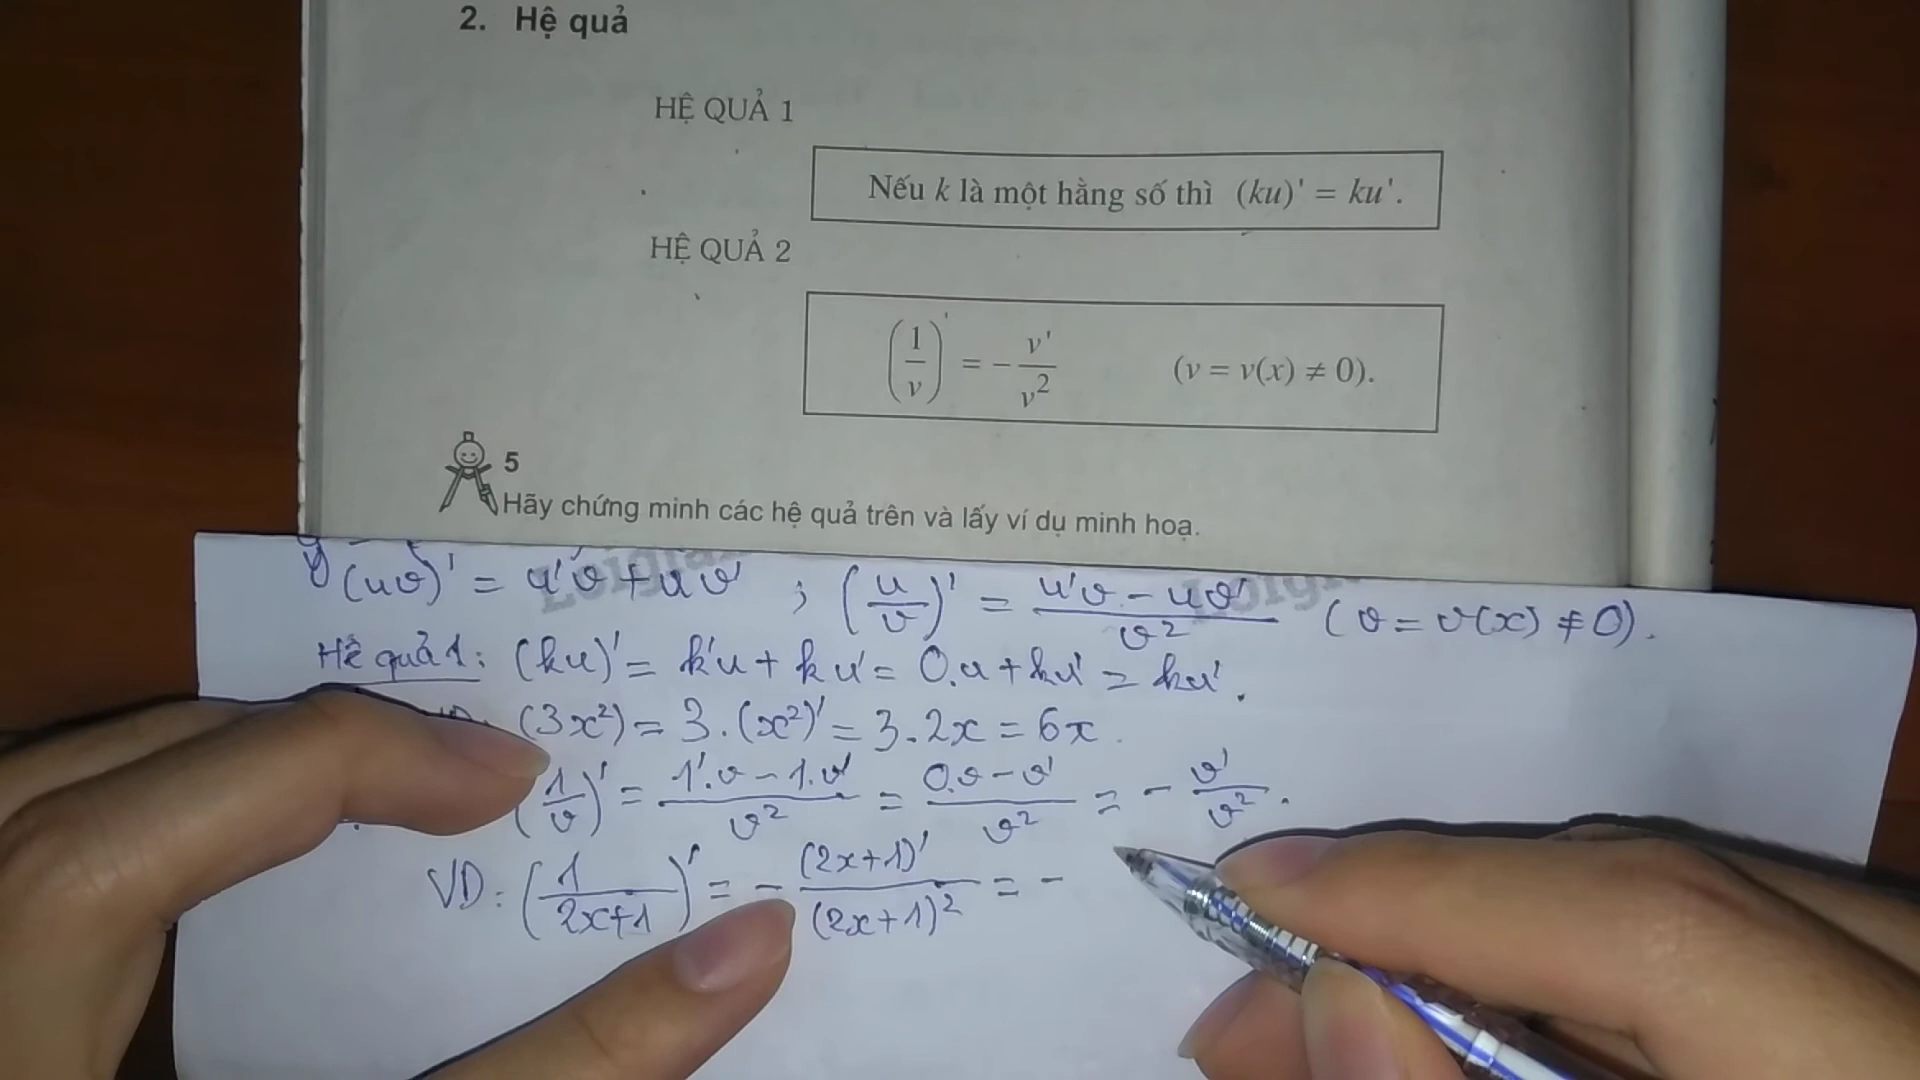 2. Hệ quả
HỆ QUẢ 1
Nếu k là một hằng số thì (ku)' = ku'.
HỆ QUẢ 2
(1/v)' = - v'/v² (v = v(x) ≠ 0).
5
Hãy chứng minh các hệ quả trên và lấy ví dụ minh hoạ.
(uv)' = u'v + uv' ; (u/v)' = (u'v - uv')/v² (v = v(x) ≠ 0).
Hệ quả 1: (ku)' = k'u + ku' = 0.u + ku' = ku'.
(3x²) = 3.(x²)' = 3.2x = 6x.
(1/v)' = (1'.v - 1.v')/v² = (0.v - v')/v² = - v'/v².
VD: (1/(2x+1))' = - (2x+1)'/(2x+1)² = -